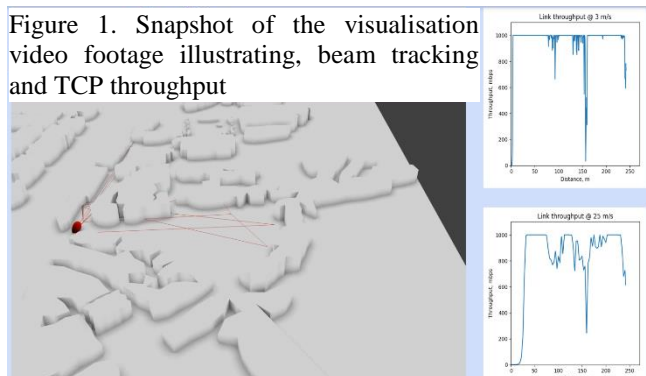 Figure 1. Snapshot of the visualisation
video footage illustrating, beam tracking
and TCP throughput
Link throughput @ 3 m/s
Throughput, mbps
1000
800
600
400
200
0
0 50 100 150 200 250
Distance, m
Link throughput @ 25 m/s
Throughput, mbps
1000
800
600
400
200
0
0 50 100 150 200 250